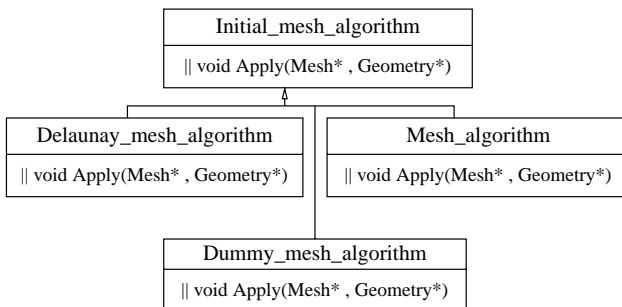 Initial_mesh_algorithm
|| void Apply(Mesh* , Geometry*)
Delaunay_mesh_algorithm
|| void Apply(Mesh* , Geometry*)
Mesh_algorithm
|| void Apply(Mesh* , Geometry*)
Dummy_mesh_algorithm
|| void Apply(Mesh* , Geometry*)